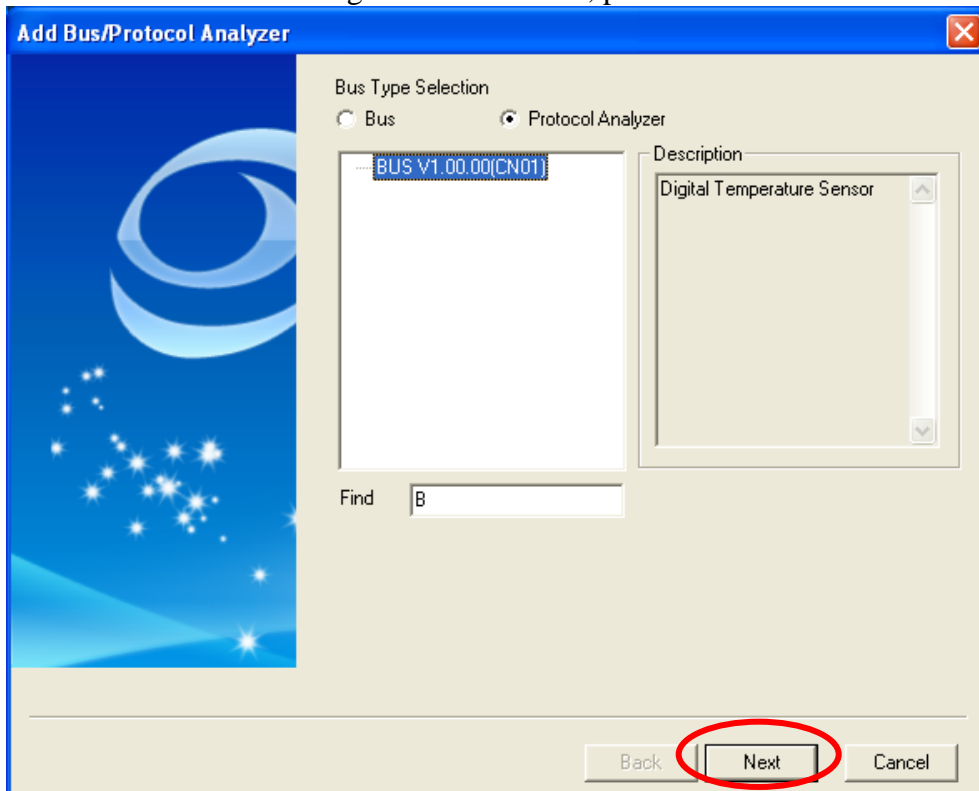 Add Bus/Protocol Analyzer
Bus Type Selection
Bus Protocol Analyzer
BUS V1.00.00(CN01)
Description
Digital Temperature Sensor
Find B
Back Next Cancel